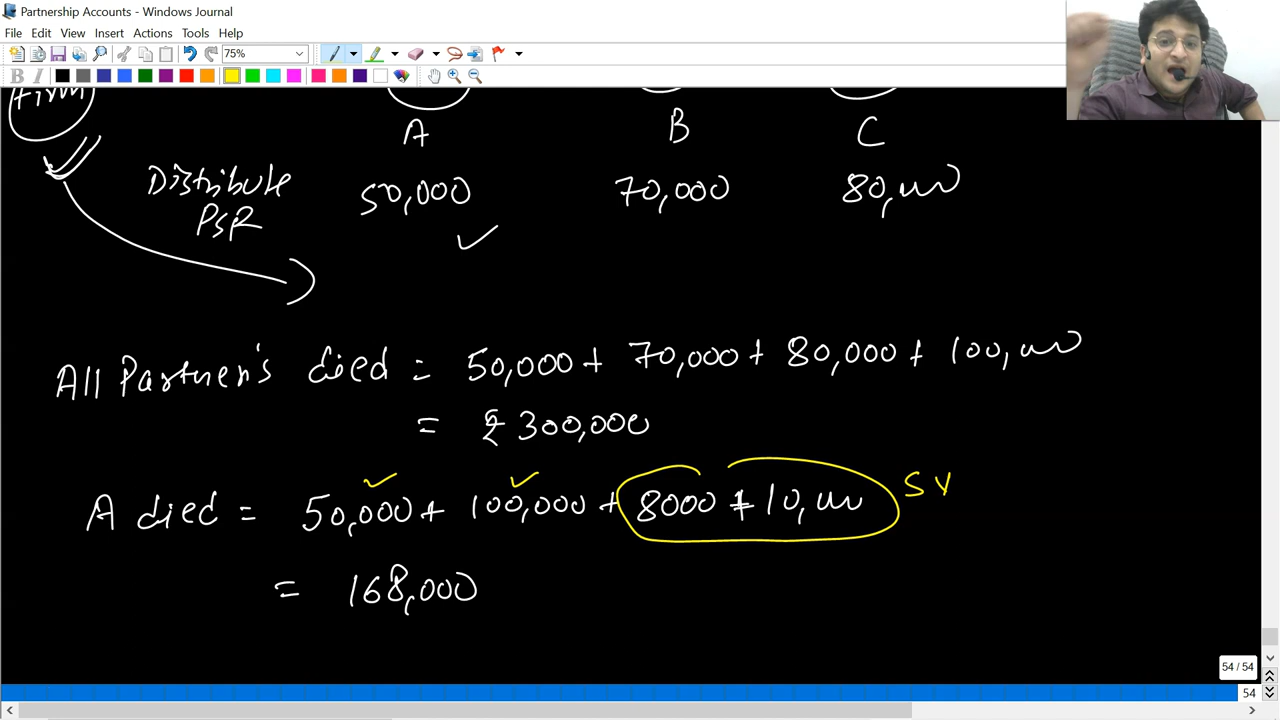 Partnership Accounts - Windows Journal
File Edit View Insert Actions Tools Help
75%
B I
Firm
A B C
Distribute 50,000 70,000 80,000
PSR
All Partner's died = 50,000 + 70,000 + 80,000 + 100,000
= ₹ 300,000
A died = 50,000 + 100,000 + 8000 + 10,000 SV
= 168,000
54 / 54
54